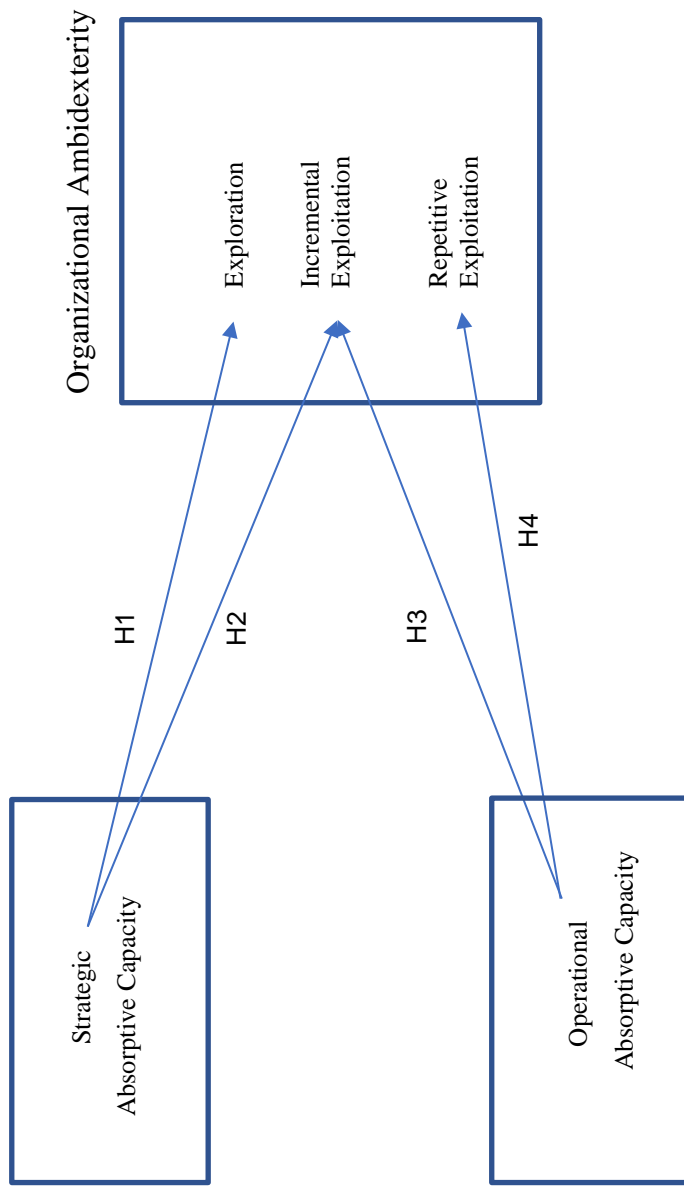 Organizational Ambidexterity
Strategic
Absorptive Capacity
H1
Exploration
H2
Incremental
Exploitation
H3
Repetitive
Exploitation
H4
Operational
Absorptive Capacity